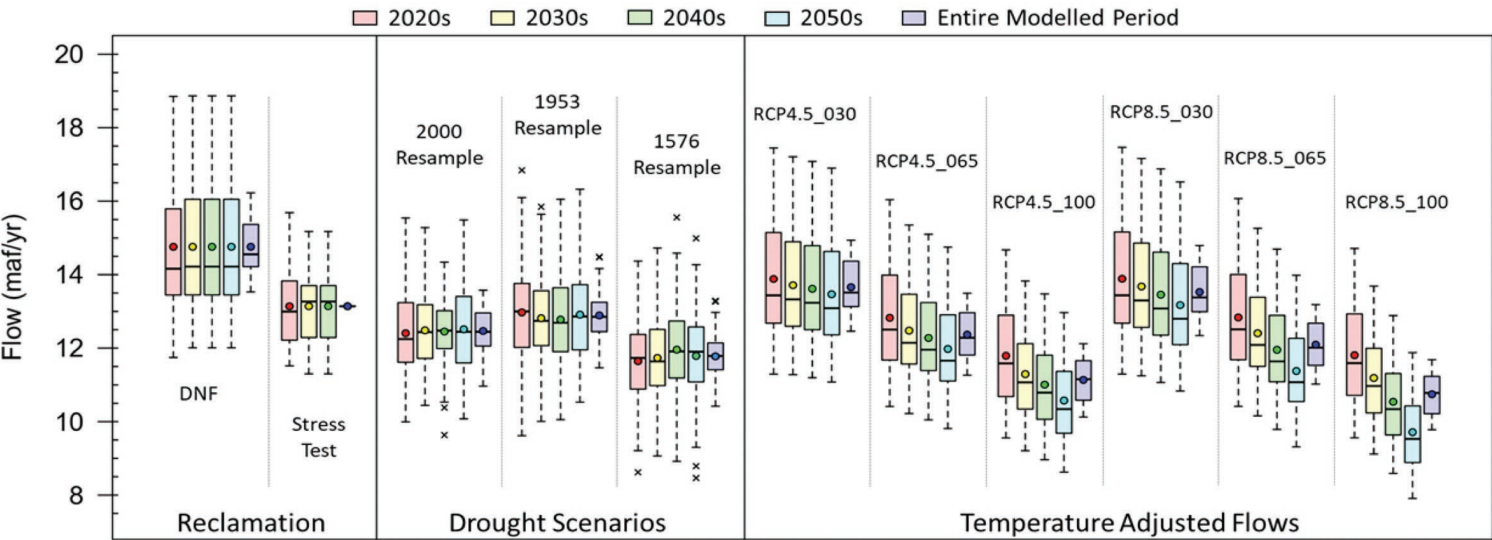 2020s 2030s 2040s 2050s Entire Modelled Period
Flow (maf/yr)
20
18
16
14
12
10
8
DNF
Stress
Test
2000
Resample
1953
Resample
1576
Resample
RCP4.5_030
RCP4.5_065
RCP4.5_100
RCP8.5_030
RCP8.5_065
RCP8.5_100
Reclamation
Drought Scenarios
Temperature Adjusted Flows